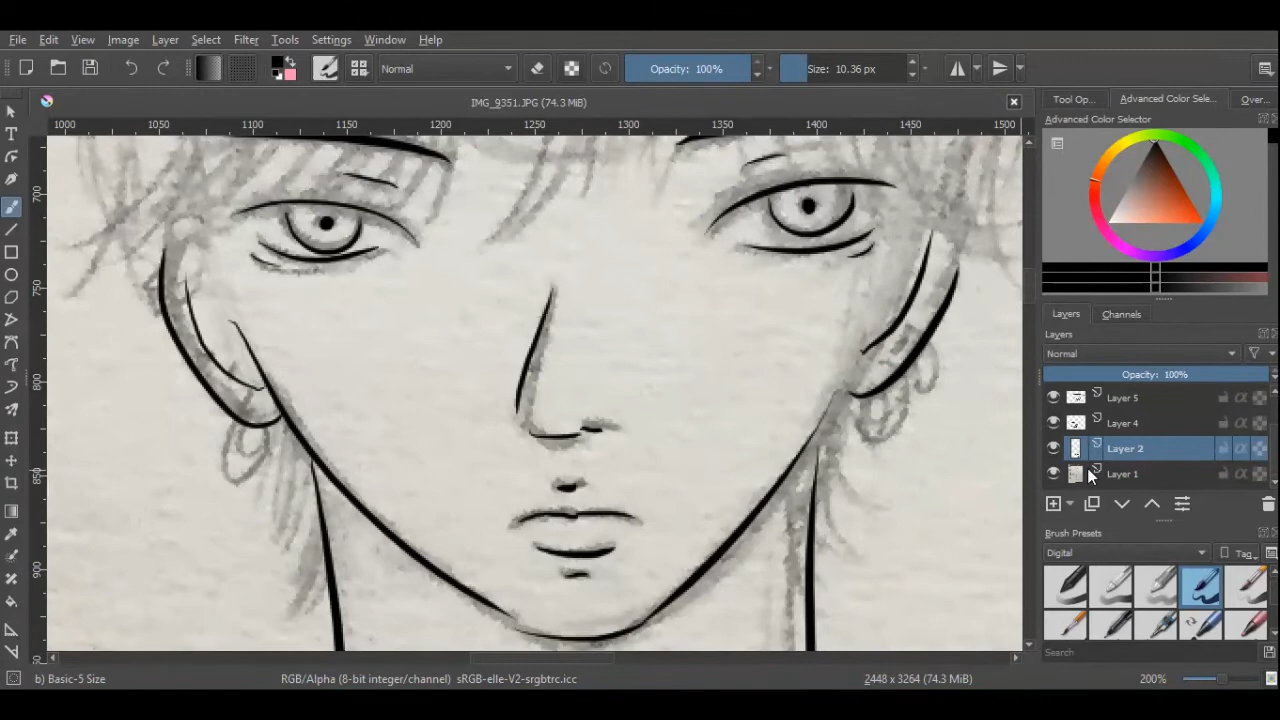 File Edit View Image Layer Select Filter Tools Settings Window Help
Normal Opacity: 100% Size: 10.36 px
IMG_9351.JPG (74.3 MiB)
Tool Op... Advanced Color Sele... Over...
1000 1050 1100 1150 1200 1250 1300 1350 1400 1450 1500
Advanced Color Selector
700
750
800
850
900
Layers Channels
Layers
Normal
Opacity: 100%
Layer 5
Layer 4
Layer 2
Layer 1
Brush Presets
Digital Tag
Search
b) Basic-5 Size RGB/Alpha (8-bit integer/channel) sRGB-elle-V2-srgbtrc.icc 2448 x 3264 (74.3 MiB) 200%